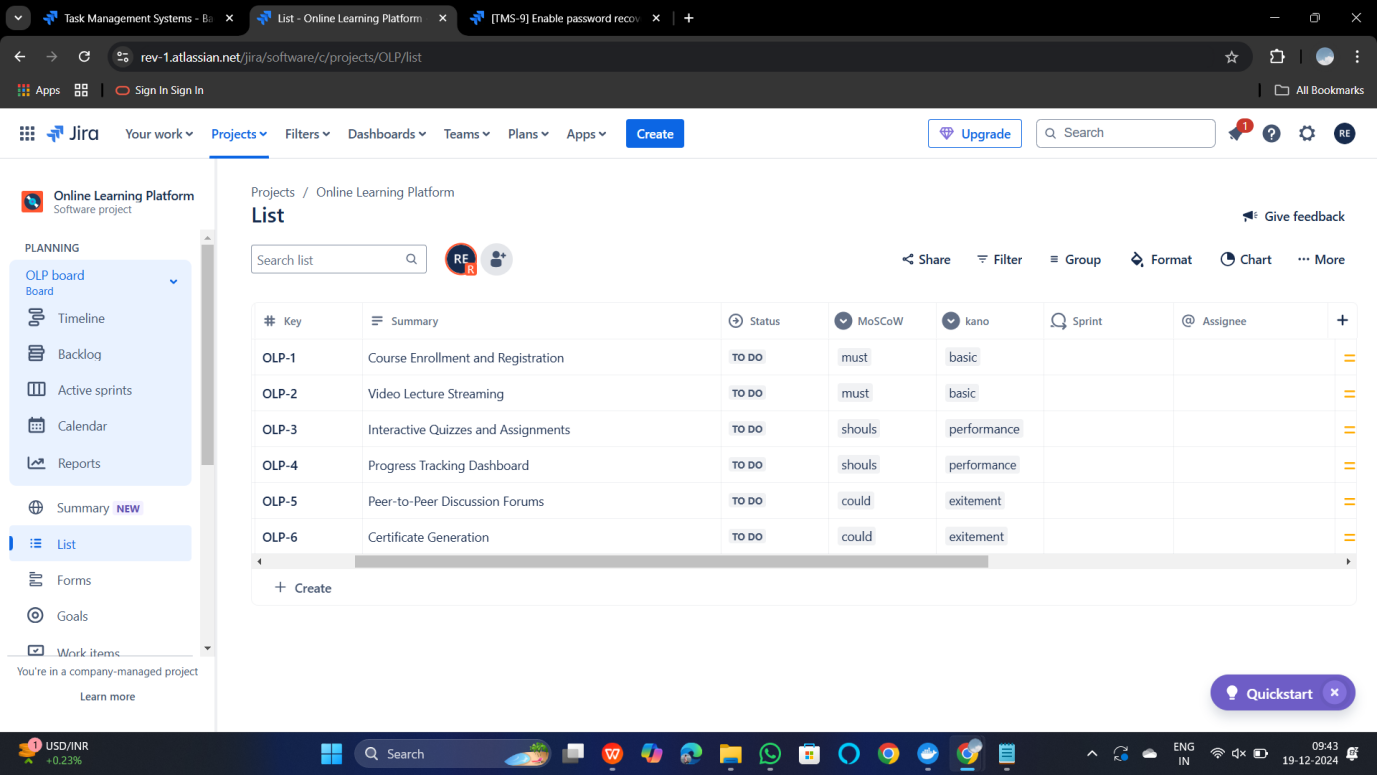 Task Management Systems - Ba
List - Online Learning Platform
[TMS-9] Enable password recov
rev-1.atlassian.net/jira/software/c/projects/OLP/list
Apps
Sign In Sign In
All Bookmarks
Jira
Your work
Projects
Filters
Dashboards
Teams
Plans
Apps
Create
Upgrade
Search
1
RE
Online Learning Platform
Software project
PLANNING
OLP board
Board
Timeline
Backlog
Active sprints
Calendar
Reports
Summary NEW
List
Forms
Goals
Work items
You're in a company-managed project
Learn more
Projects / Online Learning Platform
List
Give feedback
Search list
RE
R
Share
Filter
Group
Format
Chart
More
Key Summary Status MoSCoW kano Sprint Assignee
OLP-1 Course Enrollment and Registration TO DO must basic
OLP-2 Video Lecture Streaming TO DO must basic
OLP-3 Interactive Quizzes and Assignments TO DO shouls performance
OLP-4 Progress Tracking Dashboard TO DO shouls performance
OLP-5 Peer-to-Peer Discussion Forums TO DO could exitement
OLP-6 Certificate Generation TO DO could exitement
+ Create
Quickstart
1
USD/INR
+0.23%
Search
ENG
IN
09:43
19-12-2024